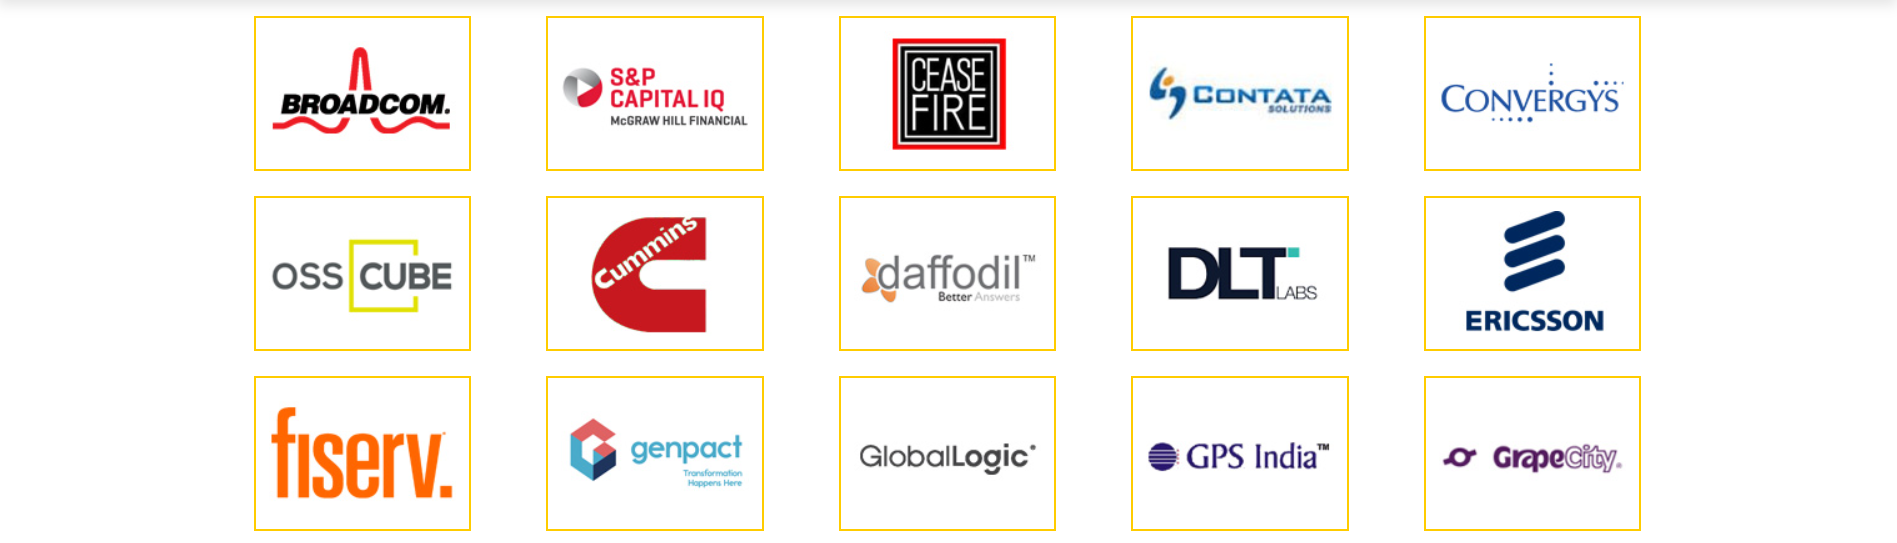 BROADCOM.
S&P
CAPITAL IQ
McGRAW HILL FINANCIAL
CEASE
FIRE
CONTATA
SOLUTIONS
CONVERGYS
OSS CUBE
Cummins
daffodil™
Better Answers
DLT LABS
ERICSSON
fiserv.
genpact
Transformation
Happens Here
GlobalLogic®
GPS India™
GrapeCity®